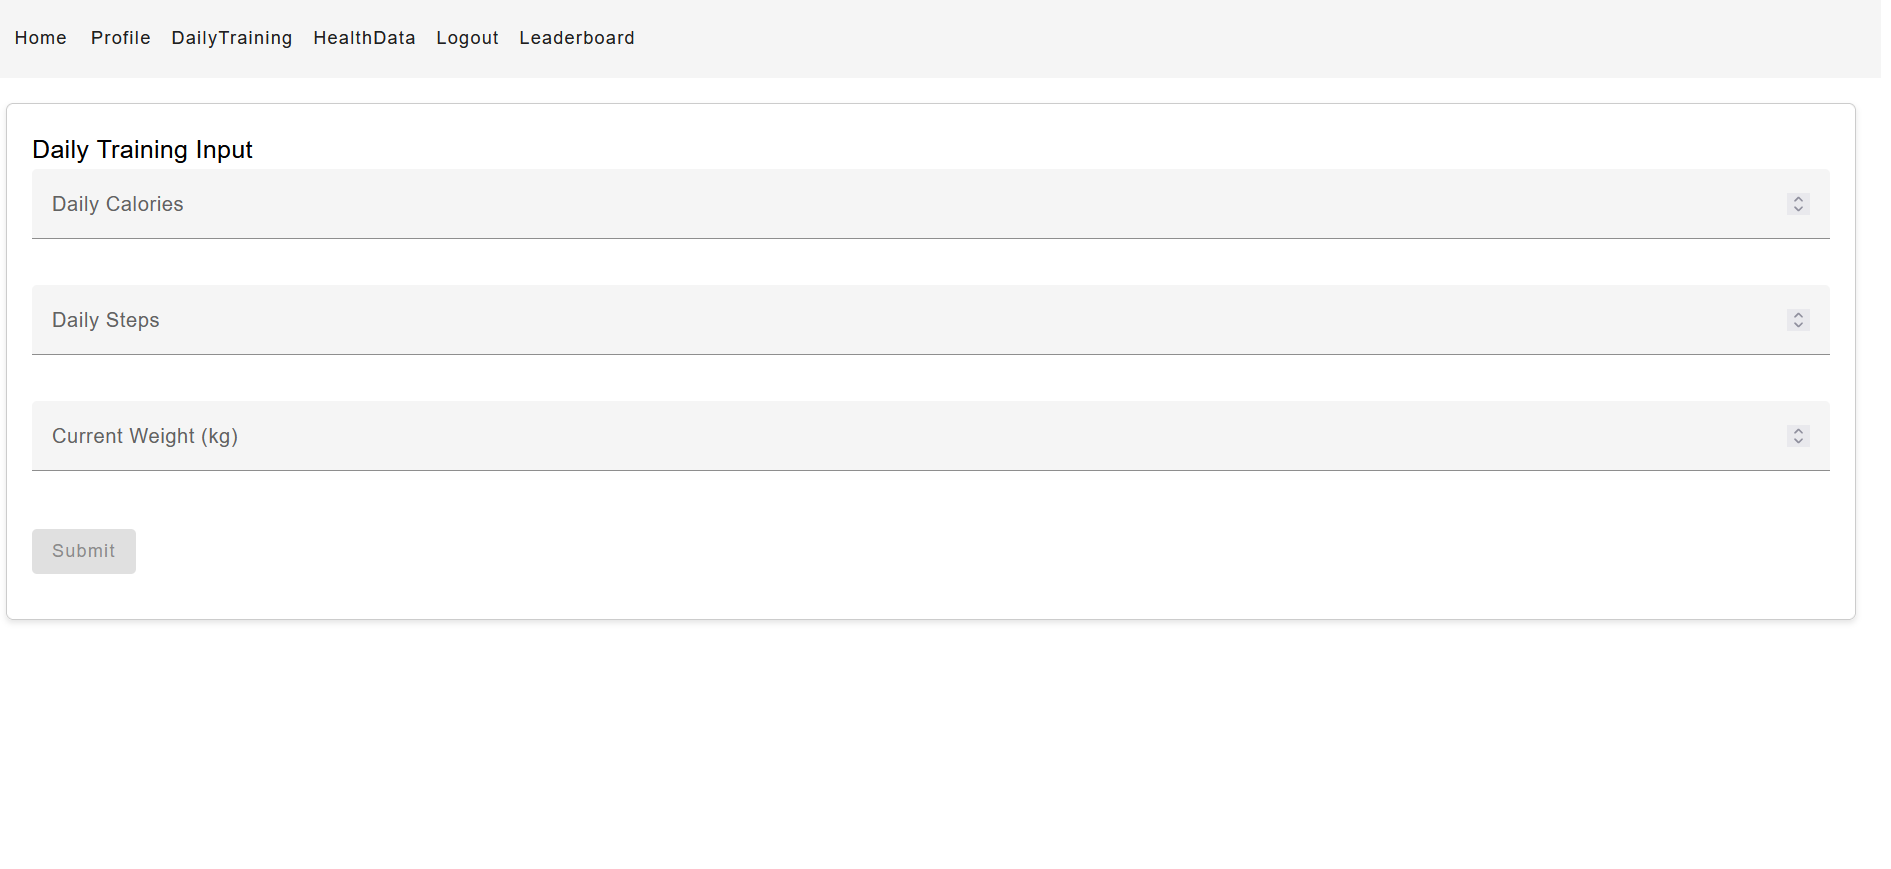 Home Profile DailyTraining HealthData Logout Leaderboard
Daily Training Input
Daily Calories
Daily Steps
Current Weight (kg)
Submit